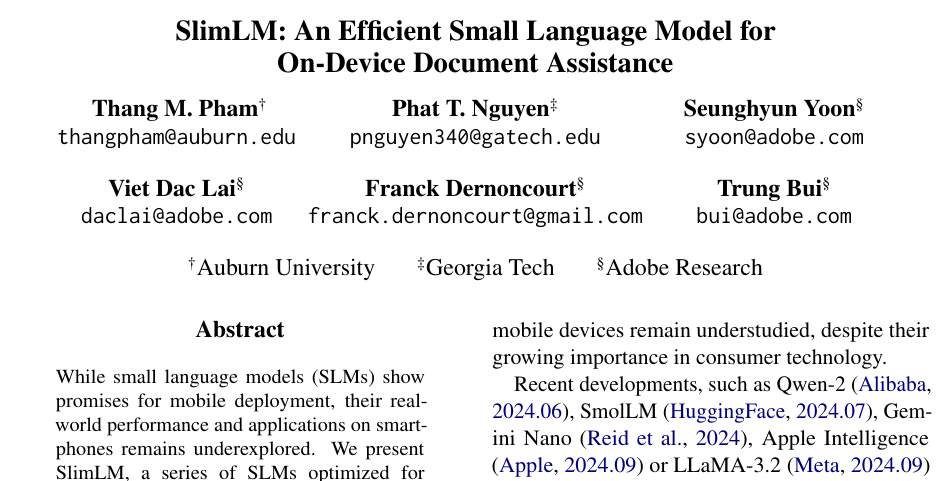 SlimLM: An Efficient Small Language Model for
On-Device Document Assistance
Thang M. Pham† Phat T. Nguyen‡ Seunghyun Yoon§
thangpham@auburn.edu pnguyen340@gatech.edu syoon@adobe.com
Viet Dac Lai§ Franck Dernoncourt§ Trung Bui§
daclai@adobe.com franck.dernoncourt@gmail.com bui@adobe.com
†Auburn University ‡Georgia Tech §Adobe Research
Abstract
While small language models (SLMs) show
promises for mobile deployment, their real-
world performance and applications on smart-
phones remains underexplored. We present
SlimLM, a series of SLMs optimized for
mobile devices remain understudied, despite their
growing importance in consumer technology.
Recent developments, such as Qwen-2 (Alibaba,
2024.06), SmolLM (HuggingFace, 2024.07), Gem-
ini Nano (Reid et al., 2024), Apple Intelligence
(Apple, 2024.09) or LLaMA-3.2 (Meta, 2024.09)